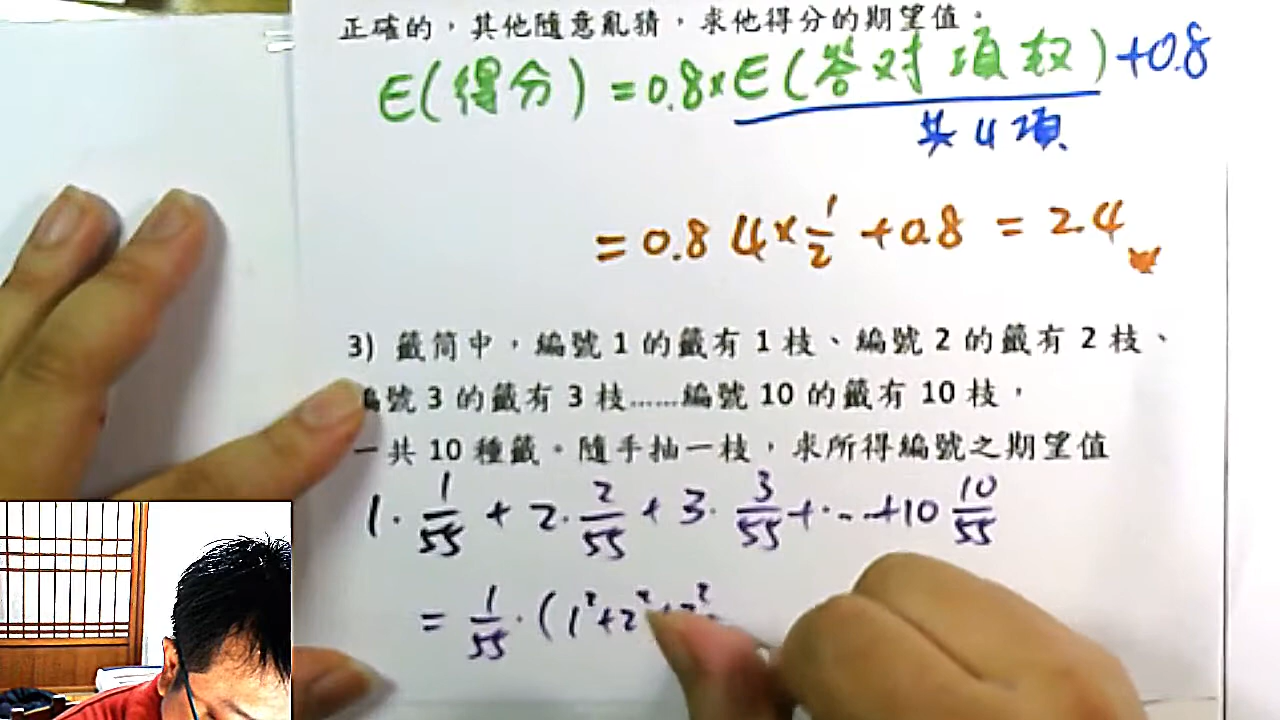 正確的，其他隨意亂猜，求他得分的期望值。
E(得分) = 0.8×E(答对項数) +0.8
共4項
= 0.8 4×1/2 +0.8 = 2.4
3) 籤筒中，編號 1 的籤有 1 枝、編號 2 的籤有 2 枝、
編號 3 的籤有 3 枝……編號 10 的籤有 10 枝，
一共 10 種籤。隨手抽一枝，求所得編號之期望值
1·1/55 + 2·2/55 + 3·3/55 +···+10 10/55
= 1/55·(1²+2²+3²